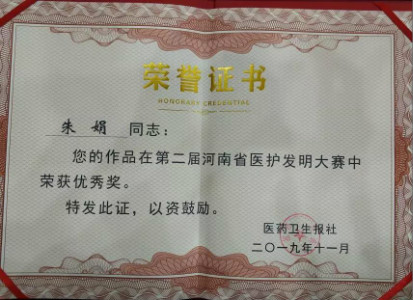 荣誉证书
HONORARY CREDENTIAL
朱娟 同志：
您的作品在第二届河南省医护发明大赛中
荣获优秀奖。
特发此证，以资鼓励。
医药卫生报社
二〇一九年十一月